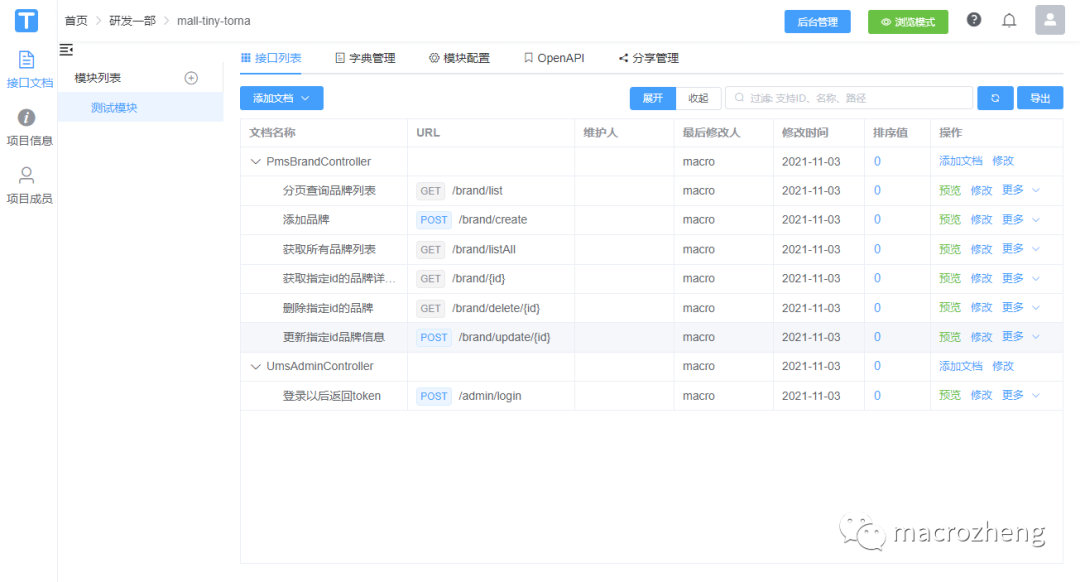 T 首页 > 研发一部 > mall-tiny-torna 后台管理 浏览模式
接口文档
项目信息
项目成员
模块列表
测试模块
接口列表 字典管理 模块配置 OpenAPI 分享管理
添加文档 展开 收起 过滤: 支持ID、名称、路径 导出
文档名称 URL 维护人 最后修改人 修改时间 排序值 操作
PmsBrandController macro 2021-11-03 0 添加文档 修改
分页查询品牌列表 GET /brand/list macro 2021-11-03 0 预览 修改 更多
添加品牌 POST /brand/create macro 2021-11-03 0 预览 修改 更多
获取所有品牌列表 GET /brand/listAll macro 2021-11-03 0 预览 修改 更多
获取指定id的品牌详... GET /brand/{id} macro 2021-11-03 0 预览 修改 更多
删除指定id的品牌 GET /brand/delete/{id} macro 2021-11-03 0 预览 修改 更多
更新指定id品牌信息 POST /brand/update/{id} macro 2021-11-03 0 预览 修改 更多
UmsAdminController macro 2021-11-03 0 添加文档 修改
登录以后返回token POST /admin/login macro 2021-11-03 0 预览 修改 更多
macrozheng